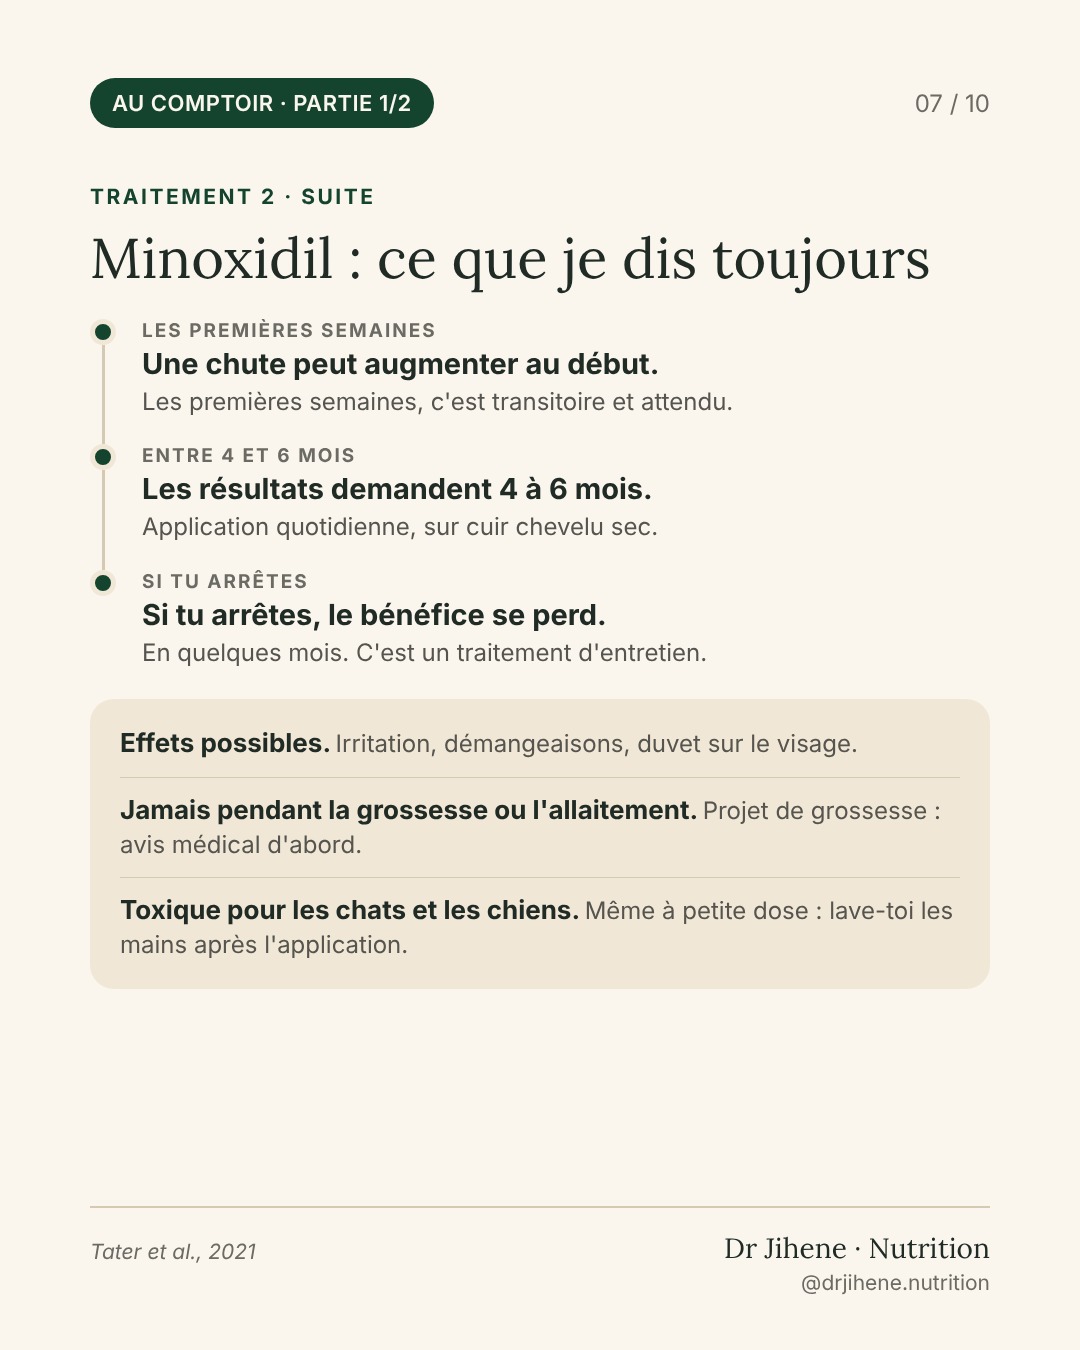 AU COMPTOIR · PARTIE 1/2
07 / 10
TRAITEMENT 2 · SUITE
Minoxidil : ce que je dis toujours
LES PREMIÈRES SEMAINES
Une chute peut augmenter au début.
Les premières semaines, c'est transitoire et attendu.
ENTRE 4 ET 6 MOIS
Les résultats demandent 4 à 6 mois.
Application quotidienne, sur cuir chevelu sec.
SI TU ARRÊTES
Si tu arrêtes, le bénéfice se perd.
En quelques mois. C'est un traitement d'entretien.
Effets possibles. Irritation, démangeaisons, duvet sur le visage.
Jamais pendant la grossesse ou l'allaitement. Projet de grossesse :
avis médical d'abord.
Toxique pour les chats et les chiens. Même à petite dose : lave-toi les
mains après l'application.
Tater et al., 2021
Dr Jihene · Nutrition
@drjihene.nutrition